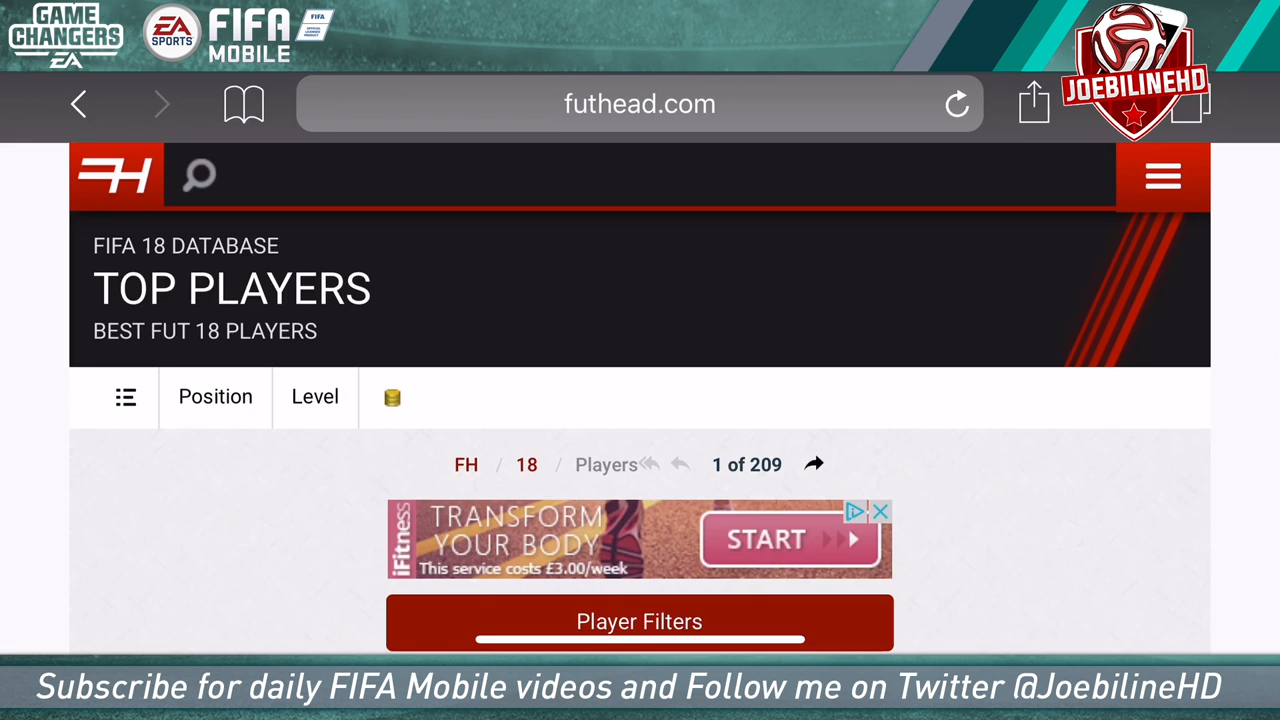 GAME
CHANGERS
EA
EA
SPORTS
FIFA
MOBILE
FIFA
futhead.com
JOEBILINEHD
FH
FIFA 18 DATABASE
TOP PLAYERS
BEST FUT 18 PLAYERS
Position
Level
FH / 18 / Players
1 of 209
iFitness
TRANSFORM
YOUR BODY
This service costs £3.00/week
START
Player Filters
Subscribe for daily FIFA Mobile videos and Follow me on Twitter @JoebilineHD